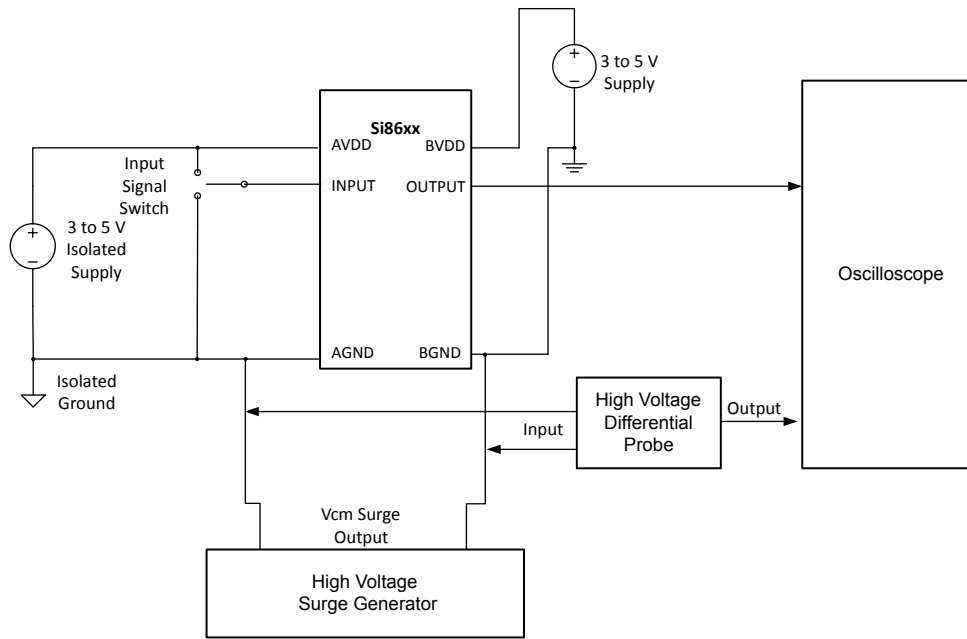 3 to 5 V
Supply
+
−
Si86xx
AVDD
BVDD
INPUT
OUTPUT
Input
Signal
Switch
3 to 5 V
Isolated
Supply
+
−
Oscilloscope
AGND
BGND
Isolated
Ground
High Voltage
Differential
Probe
Input
Output
Vcm Surge
Output
High Voltage
Surge Generator